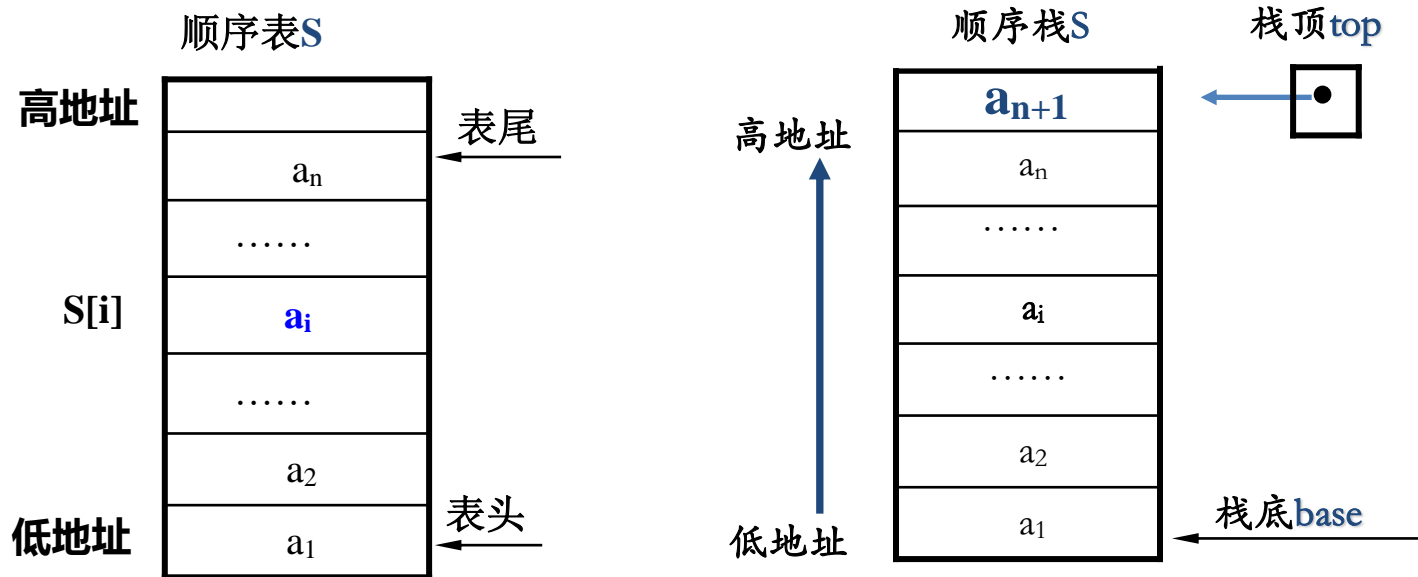 顺序表S
高地址
表尾
aₙ
……
S[i]
aᵢ
……
a₂
表头
低地址
a₁
顺序栈S
栈顶top
aₙ₊₁
高地址
aₙ
……
aᵢ
……
a₂
栈底base
低地址
a₁